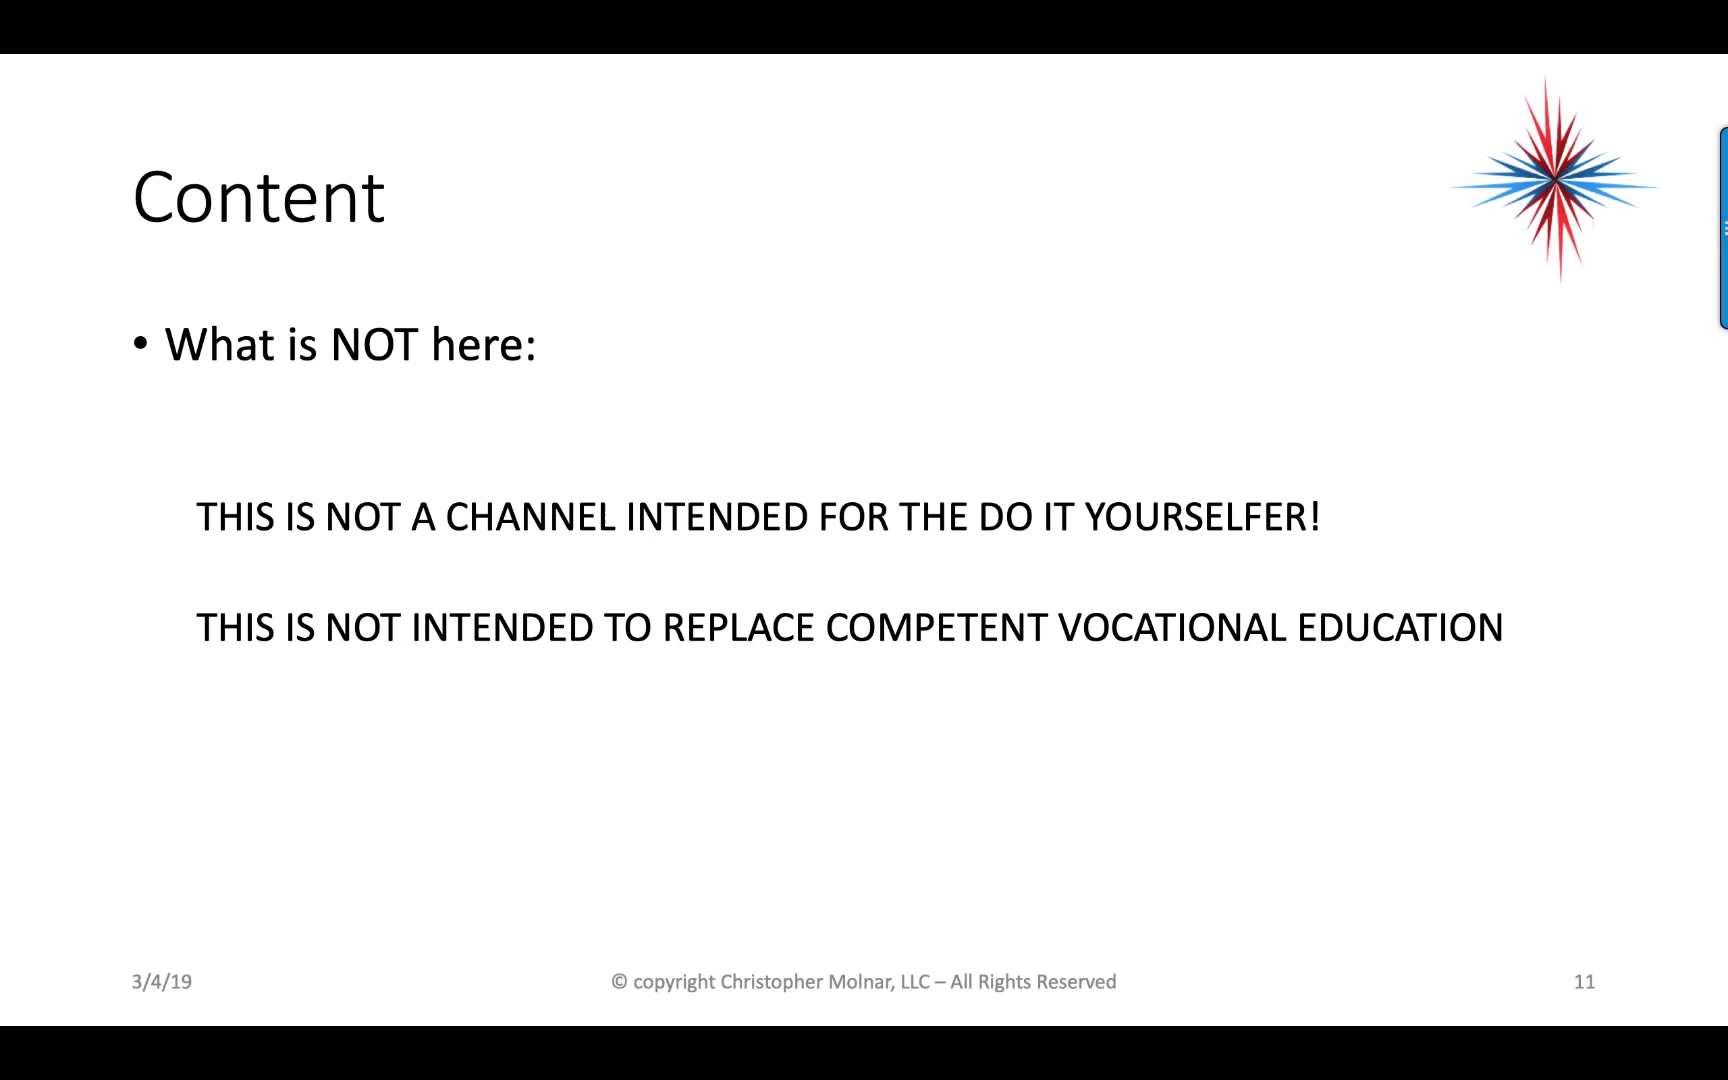 Content
• What is NOT here:
THIS IS NOT A CHANNEL INTENDED FOR THE DO IT YOURSELFER!
THIS IS NOT INTENDED TO REPLACE COMPETENT VOCATIONAL EDUCATION
3/4/19
© copyright Christopher Molnar, LLC – All Rights Reserved
11